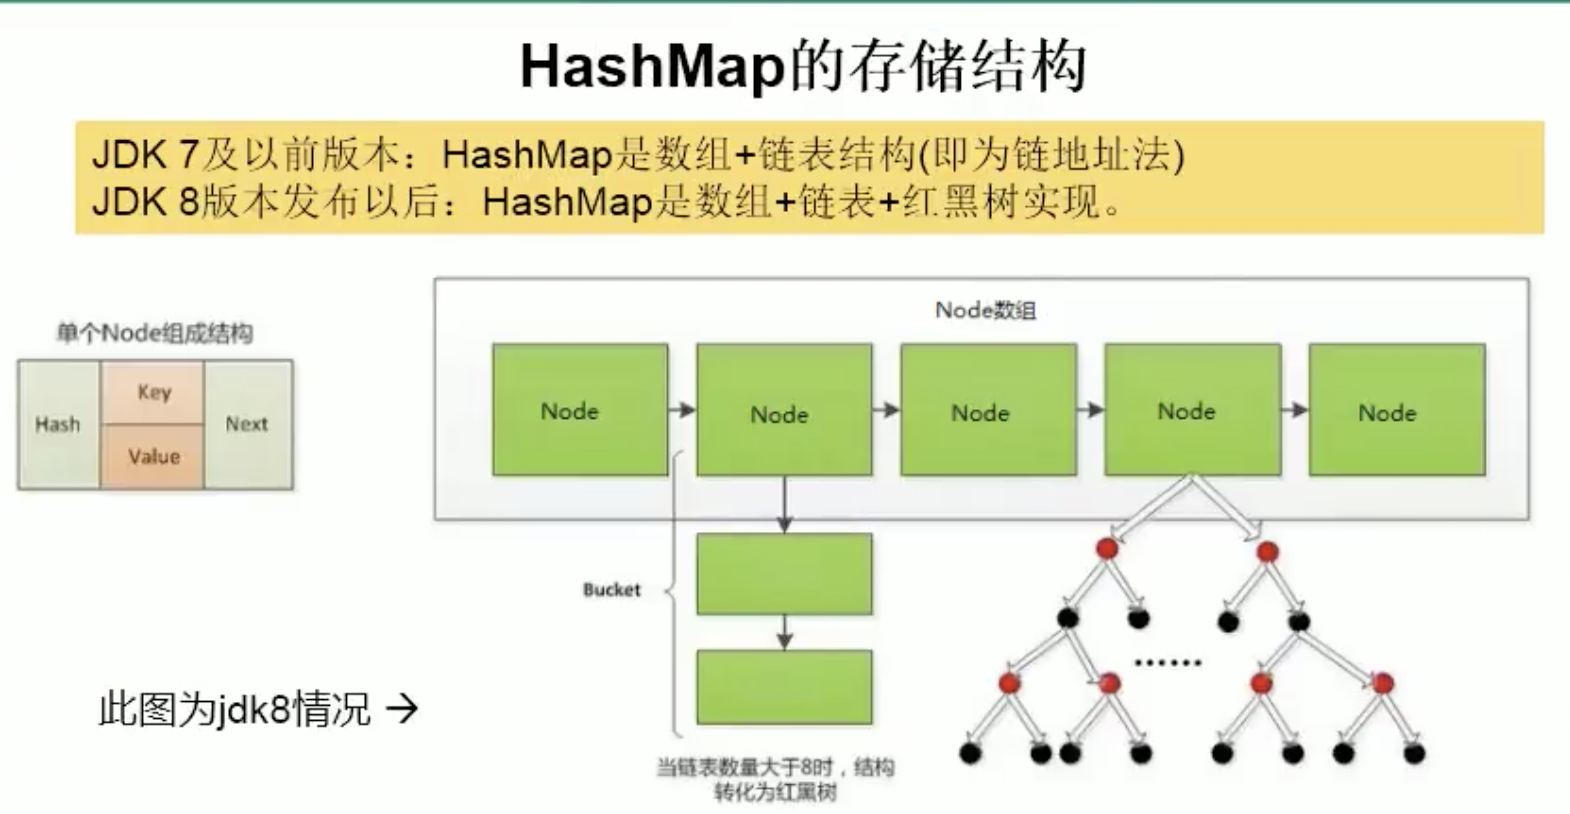 HashMap的存储结构
JDK 7及以前版本：HashMap是数组+链表结构(即为链地址法)
JDK 8版本发布以后：HashMap是数组+链表+红黑树实现。
单个Node组成结构
Hash
Key
Value
Next
Node数组
Node
Node
Node
Node
Node
Bucket
......
此图为jdk8情况 →
当链表数量大于8时，结构
转化为红黑树